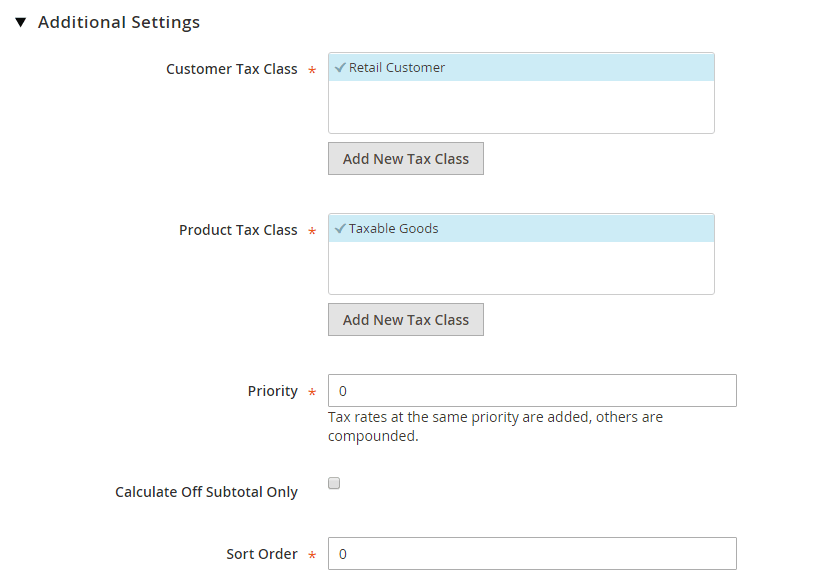 Additional Settings
Customer Tax Class *
Retail Customer
Add New Tax Class
Product Tax Class *
Taxable Goods
Add New Tax Class
Priority * 0
Tax rates at the same priority are added, others are
compounded.
Calculate Off Subtotal Only
Sort Order * 0